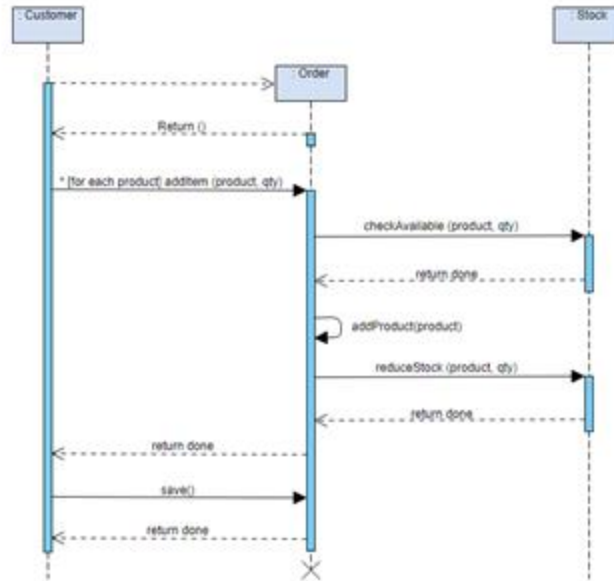 : Customer
: Stock
: Order
Return ()
* [for each product] addItem (product, qty)
checkAvailable (product, qty)
return done
addProduct(product)
reduceStock (product, qty)
return done
return done
save()
return done